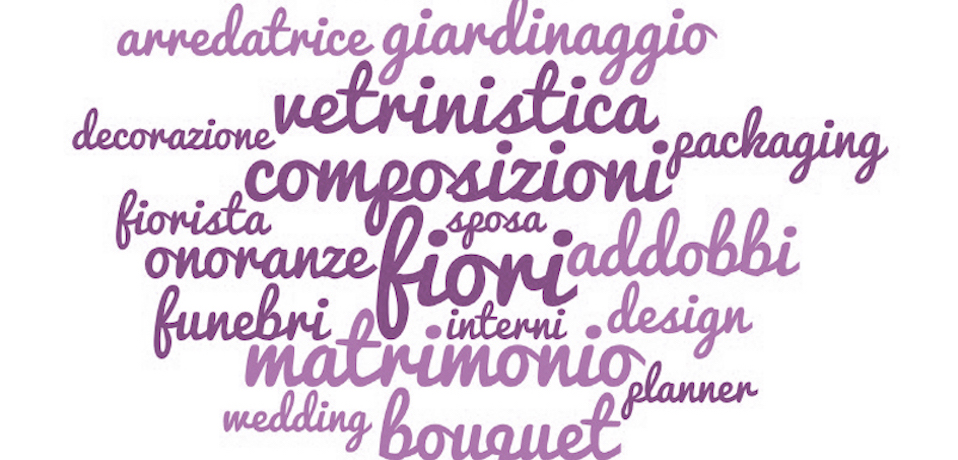 arredatrice giardinaggio
vetrinistica
decorazione packaging
composizioni
fiorista sposa
onoranze fiori addobbi
funebri interni design
matrimonio
planner
wedding bouquet